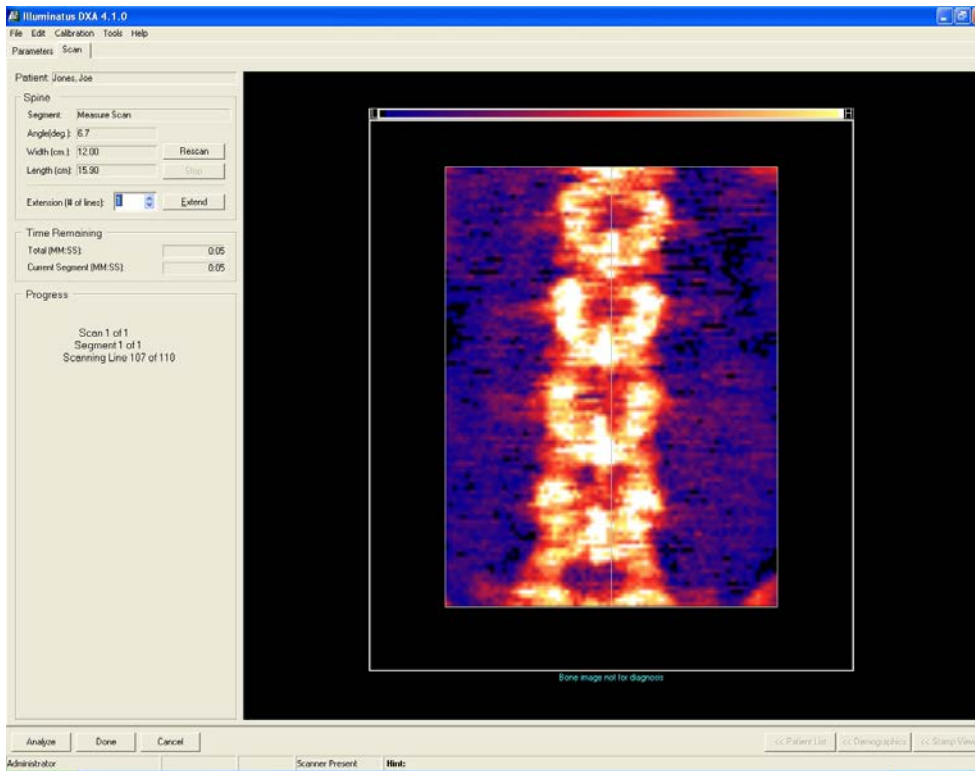 Illuminatus DXA 4.1.0
File Edit Calibration Tools Help
Parameters Scan
Patient: Jones, Joe
Spine
Segment: Measure Scan
Angle(deg.): 6.7
Width (cm.): 12.00 Rescan
Length (cm): 15.90 Stop
Extension (# of lines): 1 Extend
Time Remaining
Total (MM:SS): 0:05
Current Segment (MM:SS): 0:05
Progress
Scan 1 of 1
Segment 1 of 1
Scanning Line 107 of 110
L H
Bone image not for diagnosis
Analyze Done Cancel << Patient List << Demographics << Stamp View
Administrator Scanner Present Hint: